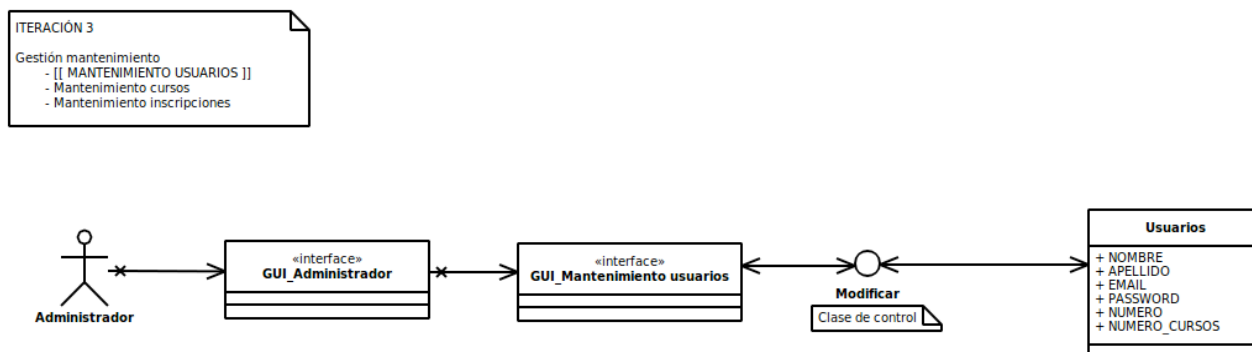 ITERACIÓN 3
Gestión mantenimiento
- [[ MANTENIMIENTO USUARIOS ]]
- Mantenimiento cursos
- Mantenimiento inscripciones
Administrador
«interface»
GUI_Administrador
«interface»
GUI_Mantenimiento usuarios
Modificar
Clase de control
Usuarios
+ NOMBRE
+ APELLIDO
+ EMAIL
+ PASSWORD
+ NUMERO
+ NUMERO_CURSOS